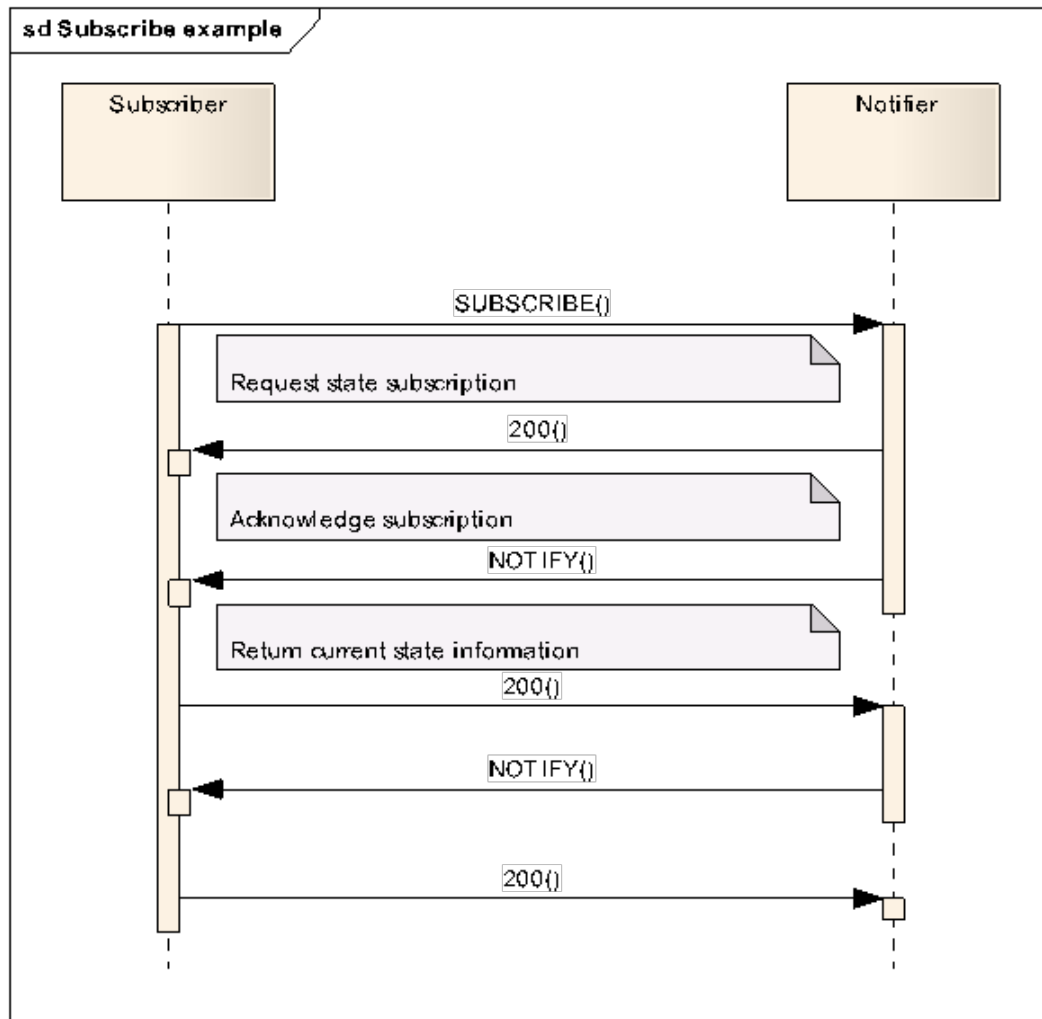 sd Subscribe example
Subscriber
Notifier
SUBSCRIBE()
Request state subscription
200()
Acknowledge subscription
NOTIFY()
Return current state information
200()
NOTIFY()
200()